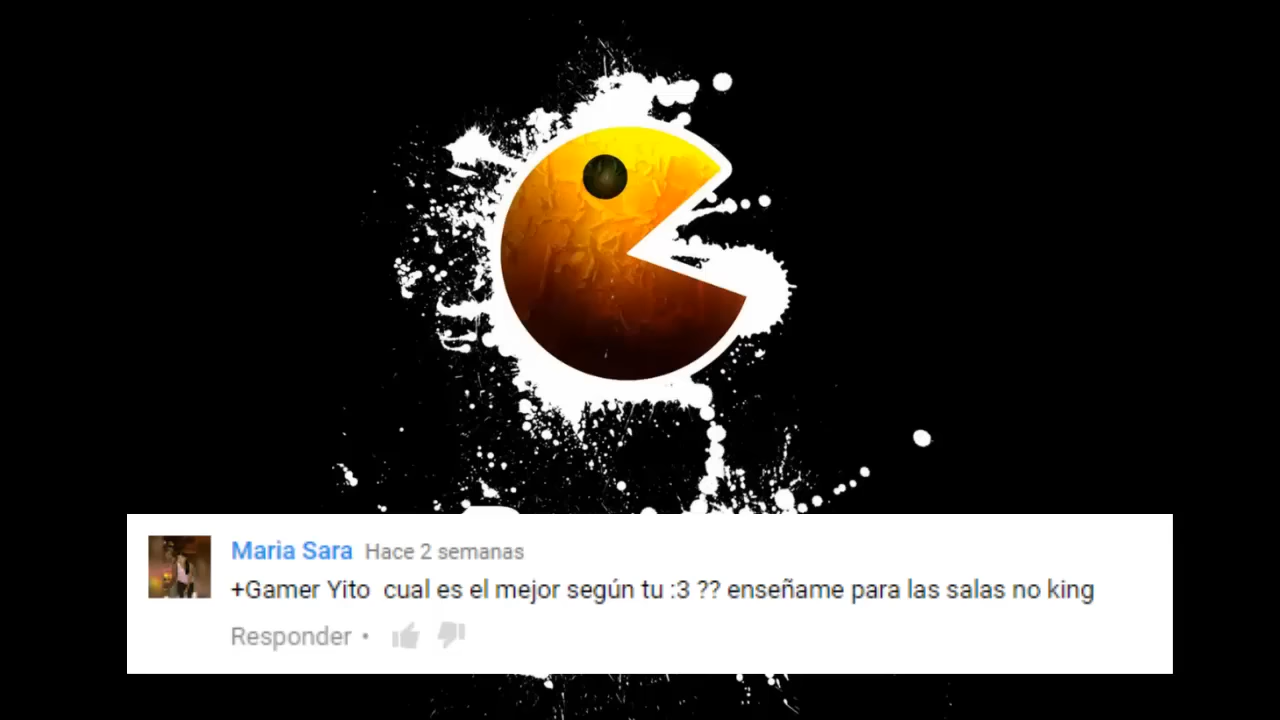 Maria Sara Hace 2 semanas
+Gamer Yito cual es el mejor según tu :3 ?? enseñame para las salas no king
Responder •